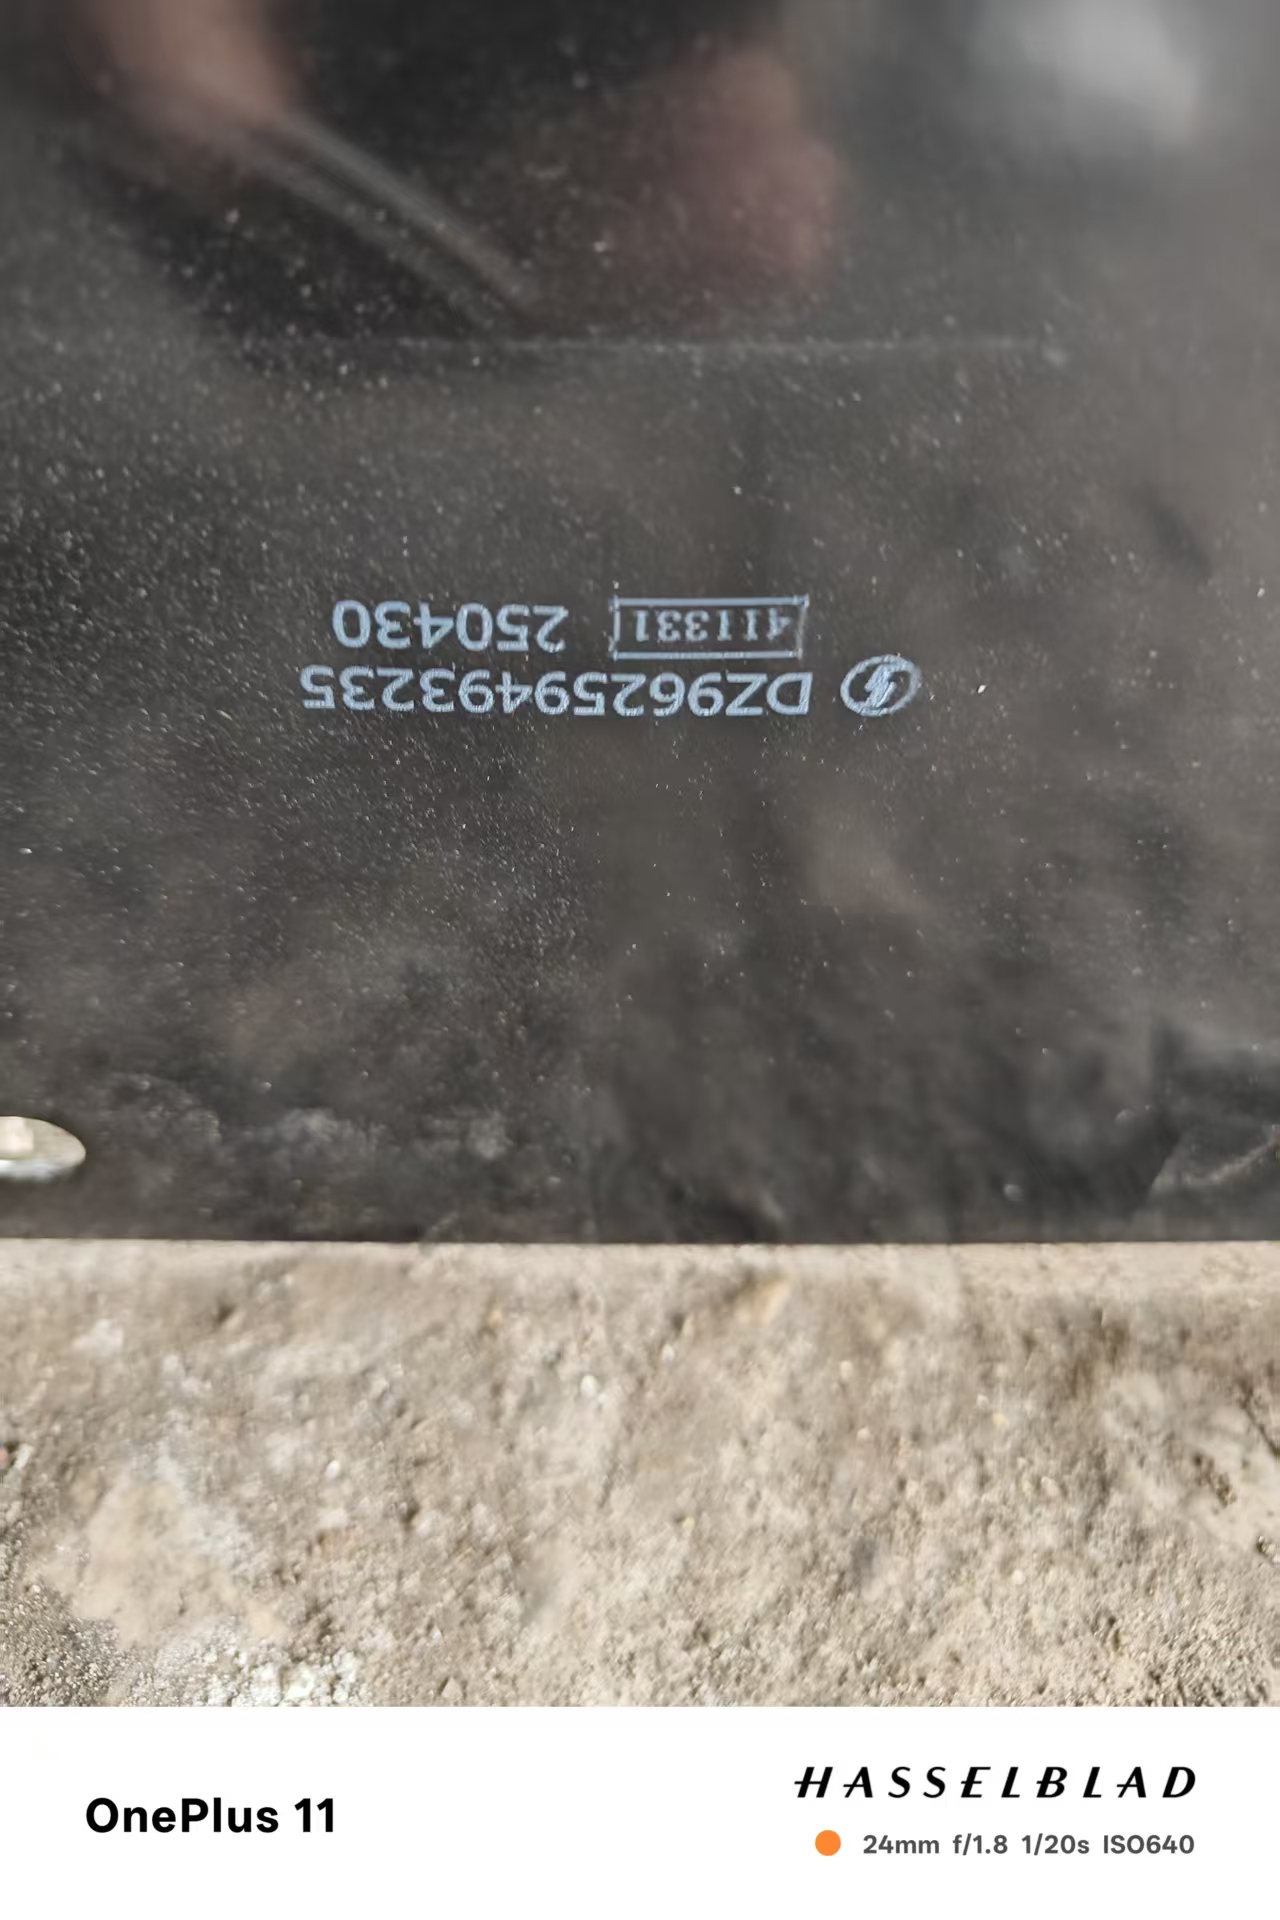 DZ96259493235
411331 250430
OnePlus 11
HASSELBLAD
24mm f/1.8 1/20s ISO640